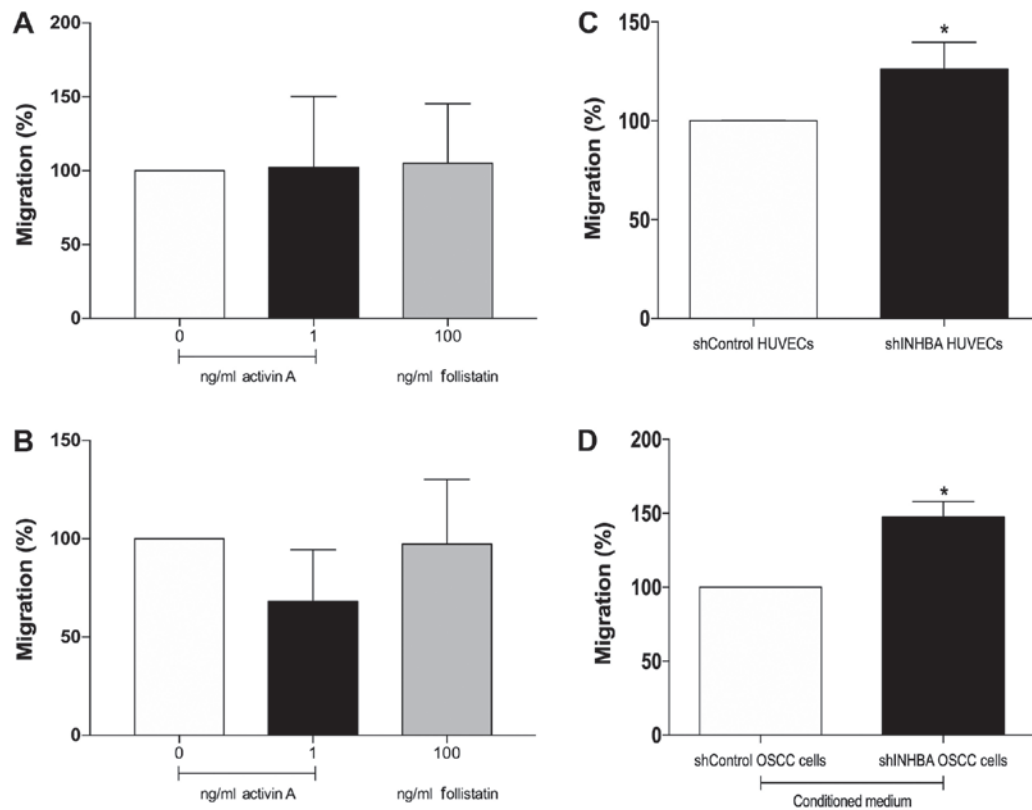 A
200
150
100
50
0
Migration (%)
0
1
100
ng/ml activin A
ng/ml follistatin
B
150
100
50
0
Migration (%)
0
1
100
ng/ml activin A
ng/ml follistatin
C
150
100
50
0
Migration (%)
*
shControl HUVECs
shINHBA HUVECs
D
200
150
100
50
0
Migration (%)
*
shControl OSCC cells
shINHBA OSCC cells
Conditioned medium